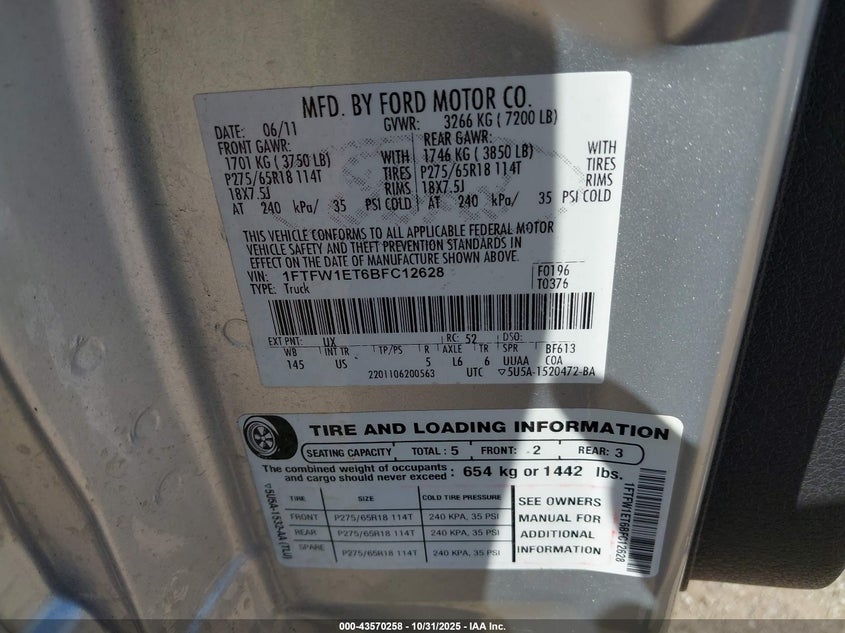 MFD. BY FORD MOTOR CO.
DATE: 06/11 GVWR: 3266 KG ( 7200 LB)
FRONT GAWR: REAR GAWR:
1701 KG ( 3750 LB) WITH 1746 KG ( 3850 LB) WITH
P275/65R18 114T TIRES P275/65R18 114T TIRES
18X7.5J RIMS 18X7.5J RIMS
AT 240 kPa/ 35 PSI COLD AT 240 kPa/ 35 PSI COLD
THIS VEHICLE CONFORMS TO ALL APPLICABLE FEDERAL MOTOR
VEHICLE SAFETY AND THEFT PREVENTION STANDARDS IN
EFFECT ON THE DATE OF MANUFACTURE SHOWN ABOVE.
VIN: 1FTFW1ET6BFC12628 F0196
TYPE: Truck T0376
EXT PNT: UX RC: 52 DSO:
WB INT TR TP/PS R AXLE TR SPR BF613
145 US 5 L6 6 UUAA COA
2201106200563 UTC ▽5U5A-1520472-BA
TIRE AND LOADING INFORMATION
SEATING CAPACITY TOTAL: 5 FRONT: 2 REAR: 3
The combined weight of occupants
and cargo should never exceed : 654 kg or 1442 lbs.
TIRE SIZE COLD TIRE PRESSURE
FRONT P275/65R18 114T 240 KPA, 35 PSI
REAR P275/65R18 114T 240 KPA, 35 PSI
SPARE P275/65R18 114T 240 KPA, 35 PSI
SEE OWNERS
MANUAL FOR
ADDITIONAL
INFORMATION
▽5U5A-1532-AA (TLU)
1FTFW1ET6BFC12628
000-43570258 - 10/31/2025 - IAA Inc.